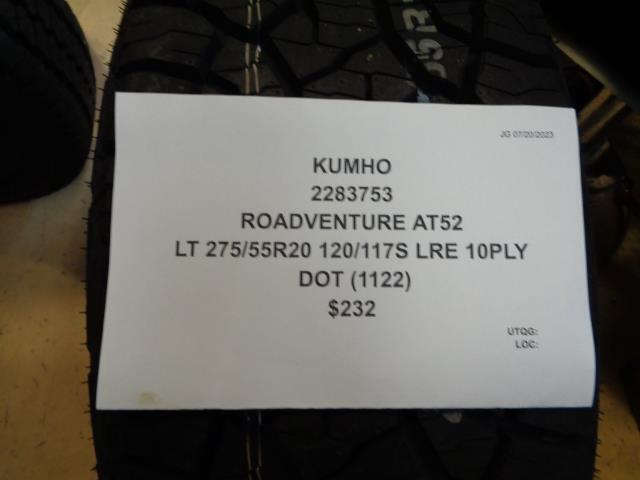 55R
JG 07/20/2023
KUMHO
2283753
ROADVENTURE AT52
LT 275/55R20 120/117S LRE 10PLY
DOT (1122)
$232
UTQG:
LOC: